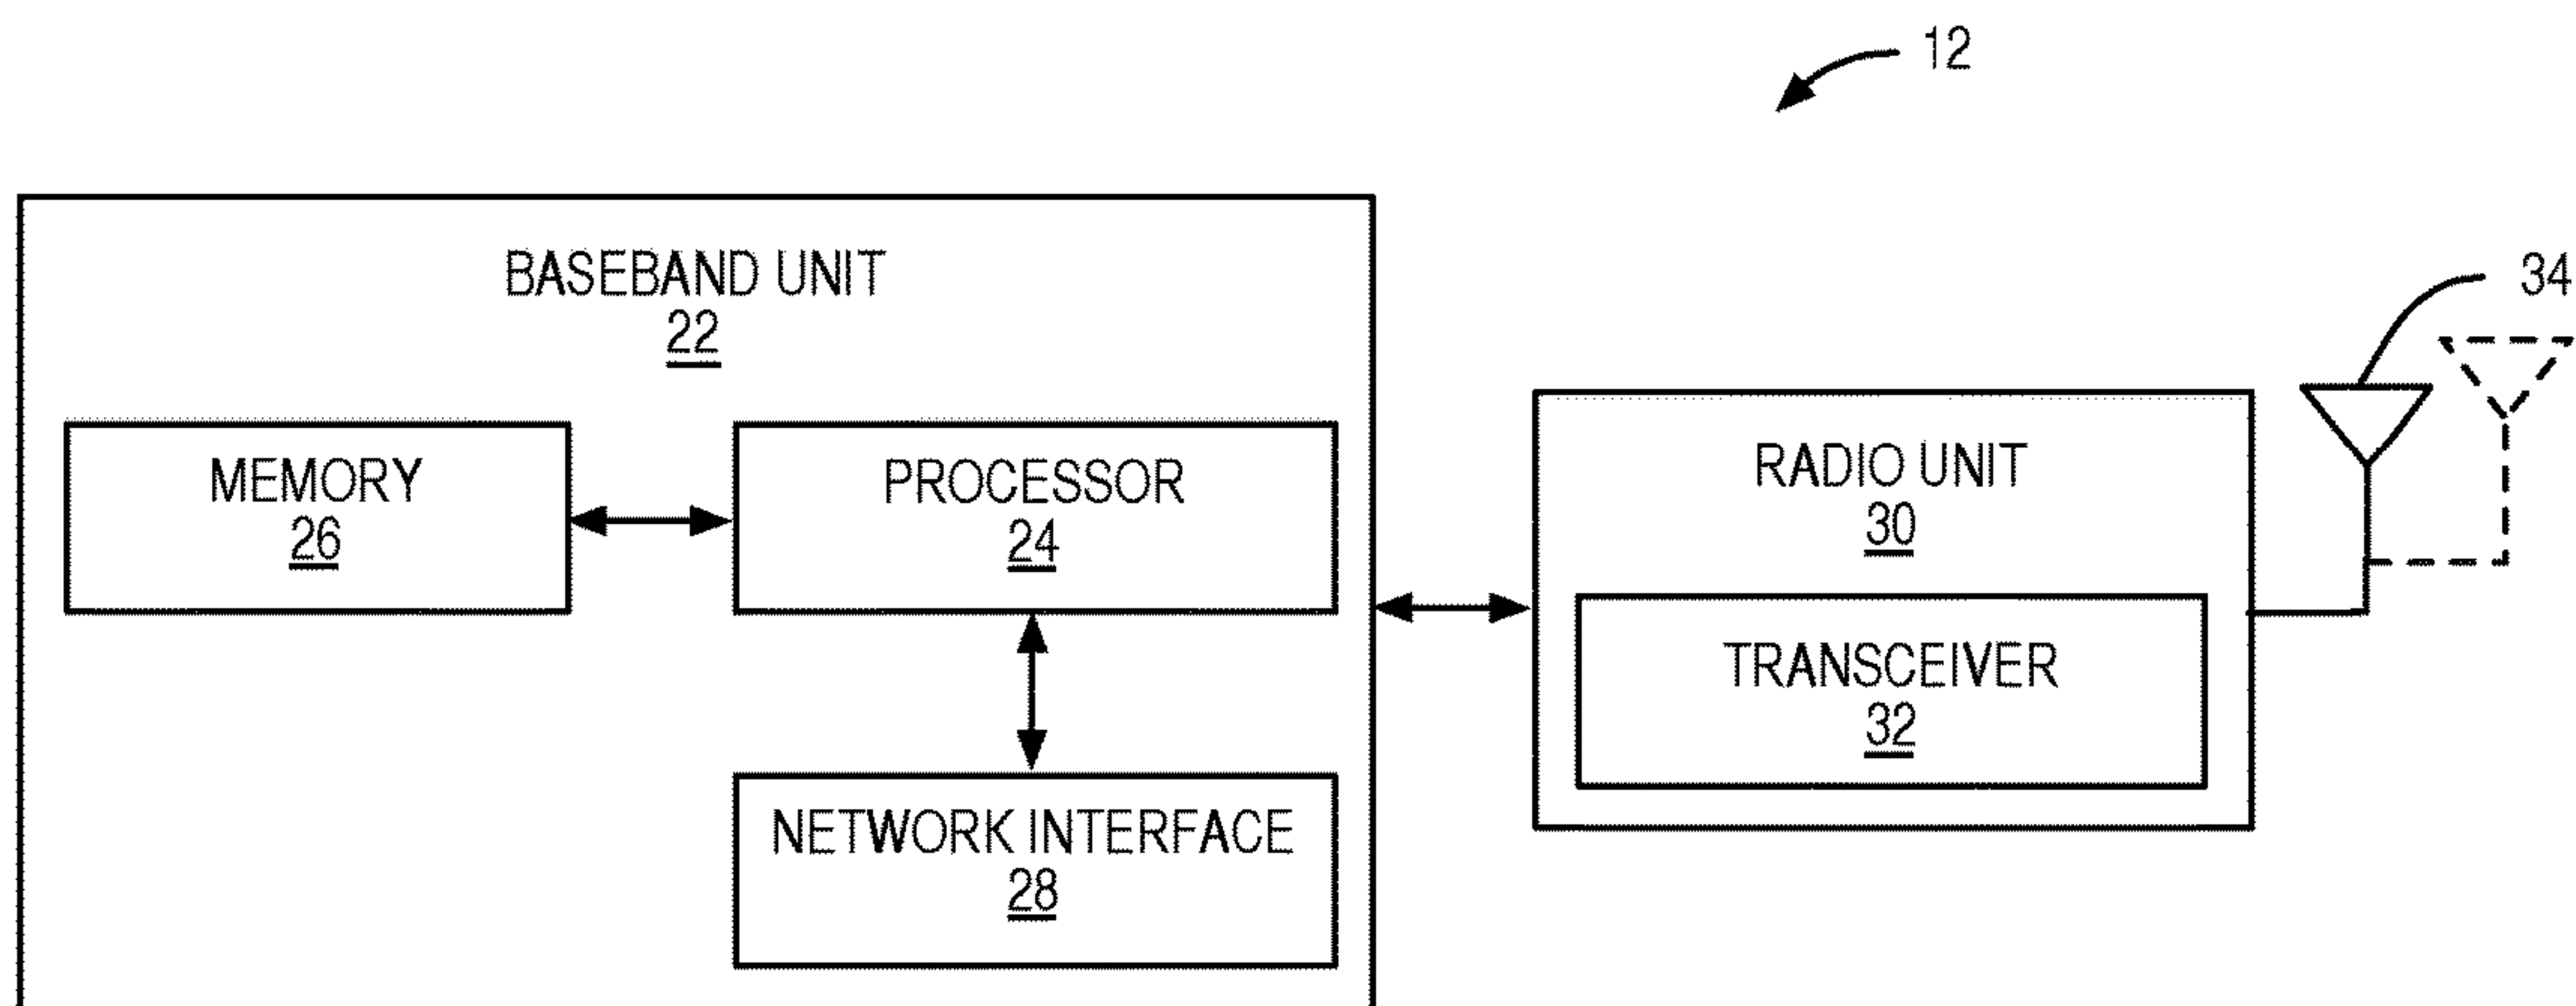 12
BASEBAND UNIT
22
34
MEMORY
26
PROCESSOR
24
RADIO UNIT
30
TRANSCEIVER
32
NETWORK INTERFACE
28